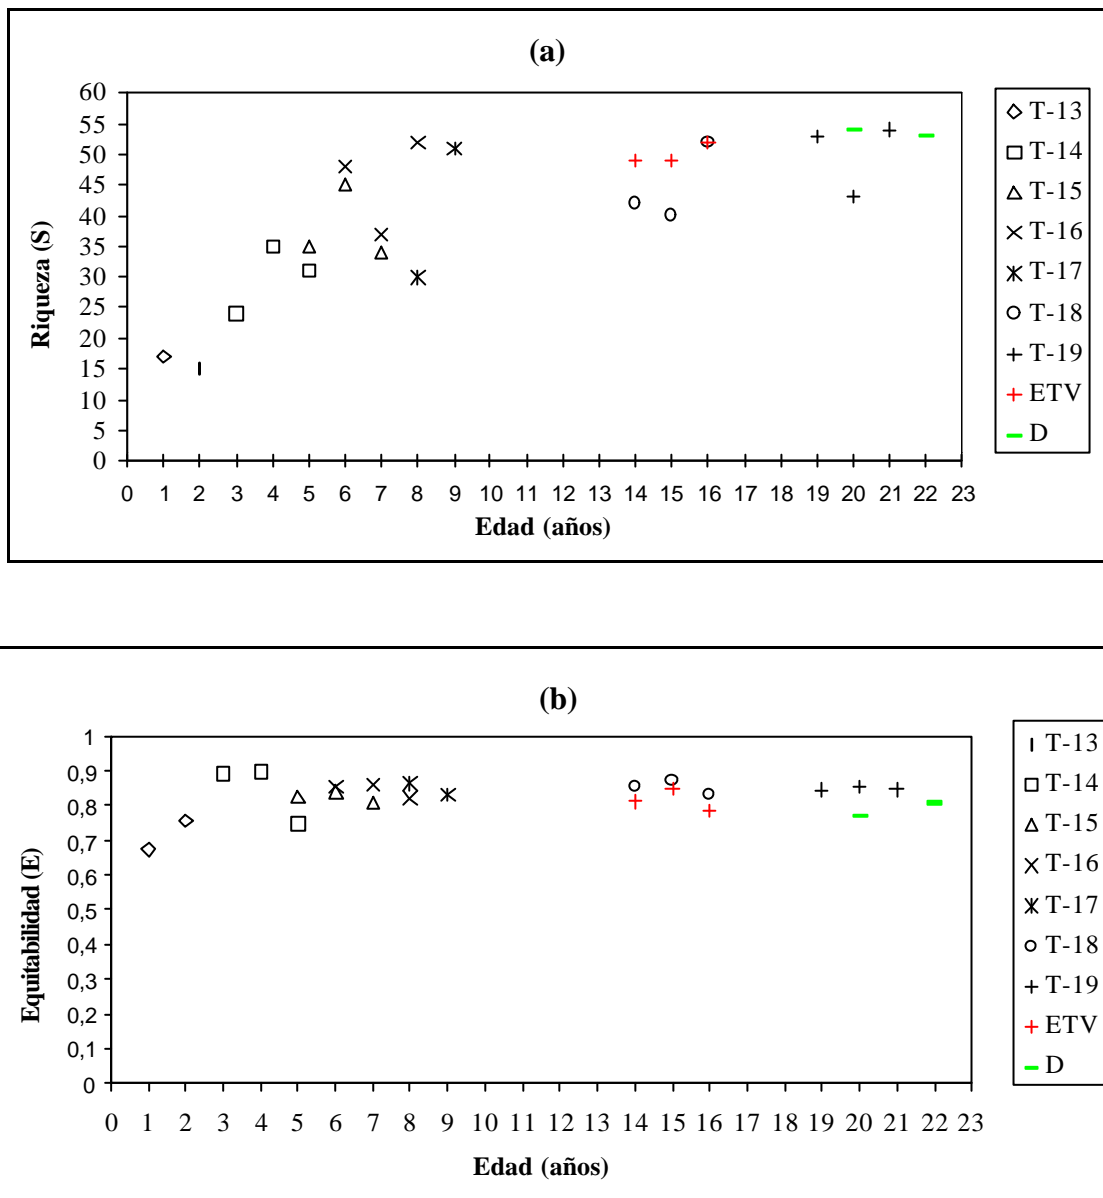 (a)
Riqueza (S)
60
55
50
45
40
35
30
25
20
15
10
5
0
0 1 2 3 4 5 6 7 8 9 10 11 12 13 14 15 16 17 18 19 20 21 22 23
Edad (años)
T-13
T-14
T-15
T-16
T-17
T-18
T-19
ETV
D
(b)
Equitabilidad (E)
1
0,9
0,8
0,7
0,6
0,5
0,4
0,3
0,2
0,1
0
0 1 2 3 4 5 6 7 8 9 10 11 12 13 14 15 16 17 18 19 20 21 22 23
Edad (años)
T-13
T-14
T-15
T-16
T-17
T-18
T-19
ETV
D